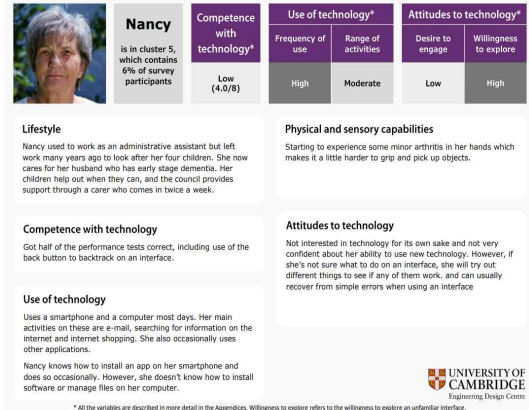 Nancy
is in cluster 5,
which contains
6% of survey
participants
Competence
with
technology*
Low
(4.0/8)
Use of technology*
Frequency of
use
Range of
activities
High
Moderate
Attitudes to technology*
Desire to
engage
Willingness
to explore
Low
High
Lifestyle
Nancy used to work as an administrative assistant but left
work many years ago to look after her four children. She now
cares for her husband who has early stage dementia. Her
children help out when they can, and the council provides
support through a carer who comes in twice a week.
Physical and sensory capabilities
Starting to experience some minor arthritis in her hands which
makes it a little harder to grip and pick up objects.
Competence with technology
Got half of the performance tests correct, including use of the
back button to backtrack on an interface.
Attitudes to technology
Not interested in technology for its own sake and not very
confident about her ability to use new technology. However, if
she's not sure what to do on an interface, she will try out
different things to see if any of them work. and can usually
recover from simple errors when using an interface
Use of technology
Uses a smartphone and a computer most days. Her main
activities on these are e-mail, searching for information on the
internet and internet shopping. She also occasionally uses
other applications.
Nancy knows how to install an app on her smartphone and
does so occasionally. However, she doesn't know how to install
software or manage files on her computer.
UNIVERSITY OF
CAMBRIDGE
Engineering Design Centre
* All the variables are described in more detail in the Appendices. Willingness to explore refers to the willingness to explore an unfamiliar interface.